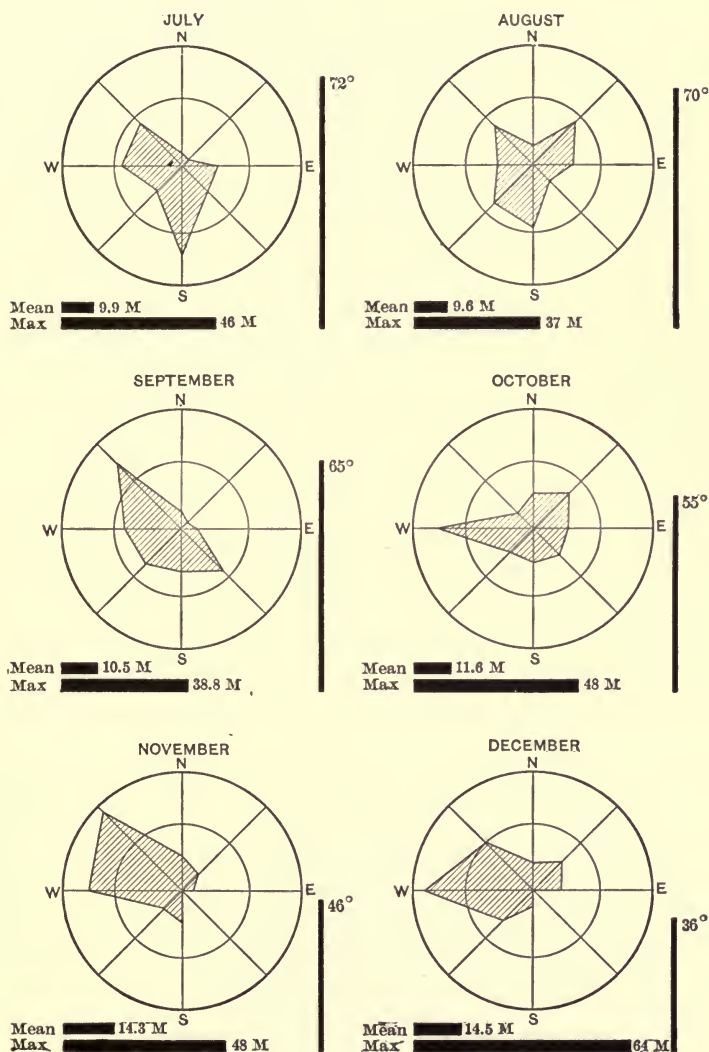 JULY
N
W
E
S
72°
Mean 9.9 M
Max 46 M
AUGUST
N
W
E
S
70°
Mean 9.6 M
Max 37 M
SEPTEMBER
N
W
E
S
65°
Mean 10.5 M
Max 38.8 M
OCTOBER
N
W
E
S
55°
Mean 11.6 M
Max 48 M
NOVEMBER
N
W
E
S
46°
Mean 14.3 M
Max 48 M
DECEMBER
N
W
E
S
36°
Mean 14.5 M
Max 64 M